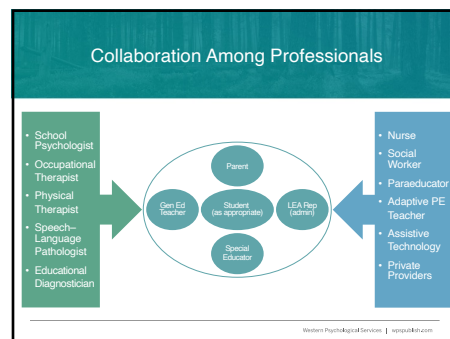 Collaboration Among Professionals
• School
Psychologist
• Occupational
Therapist
• Physical
Therapist
• Speech–
Language
Pathologist
• Educational
Diagnostician
Parent
Gen Ed
Teacher
Student
(as appropriate)
LEA Rep
(admin)
Special
Educator
• Nurse
• Social
Worker
• Paraeducator
• Adaptive PE
Teacher
• Assistive
Technology
• Private
Providers
Western Psychological Services | wpspublish.com